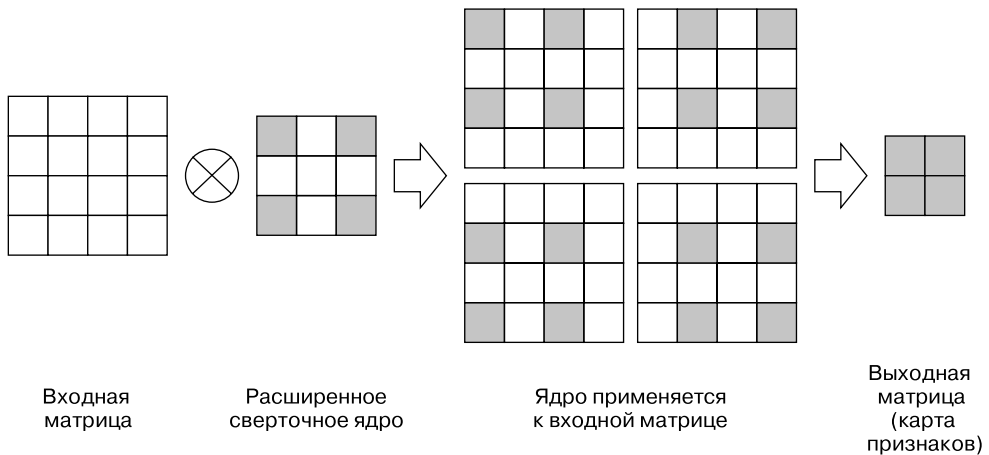 Входная
матрица
Расширенное
сверточное ядро
Ядро применяется
к входной матрице
Выходная
матрица
(карта
признаков)